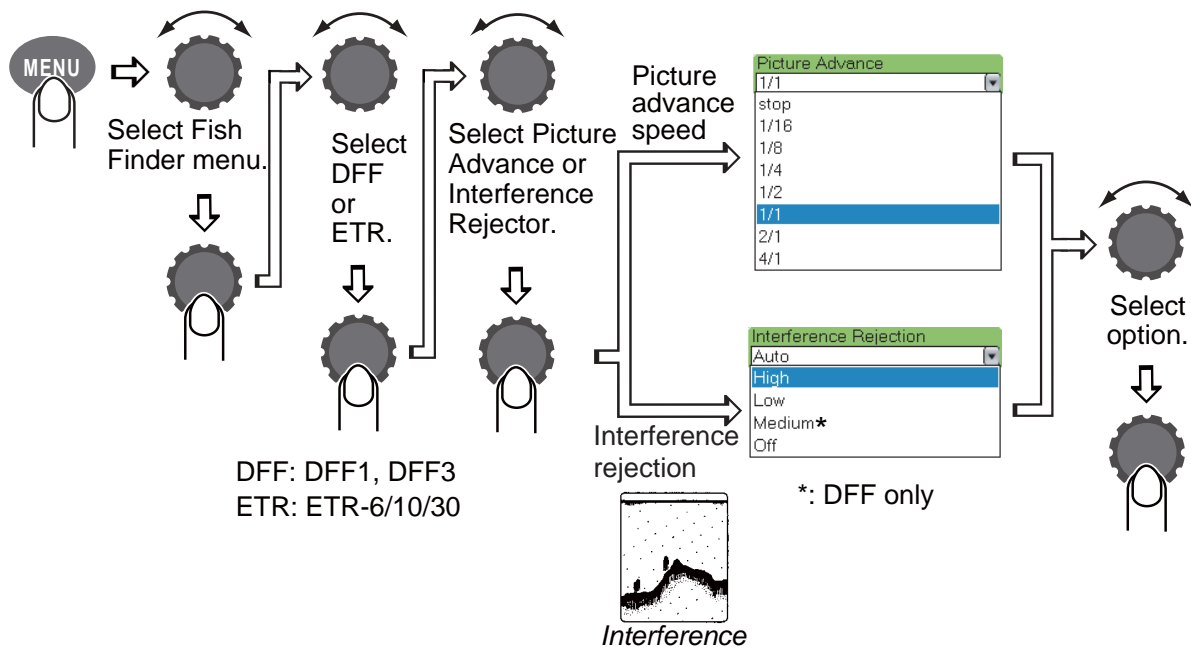 MENU
Select Fish
Finder menu.
Select
DFF
or
ETR.
Select Picture
Advance or
Interference
Rejector.
DFF: DFF1, DFF3
ETR: ETR-6/10/30
Picture
advance
speed
Picture Advance
1/1
stop
1/16
1/8
1/4
1/2
1/1
2/1
4/1
Interference
rejection
Interference Rejection
Auto
High
Low
Medium*
Off
*: DFF only
Interference
Select
option.